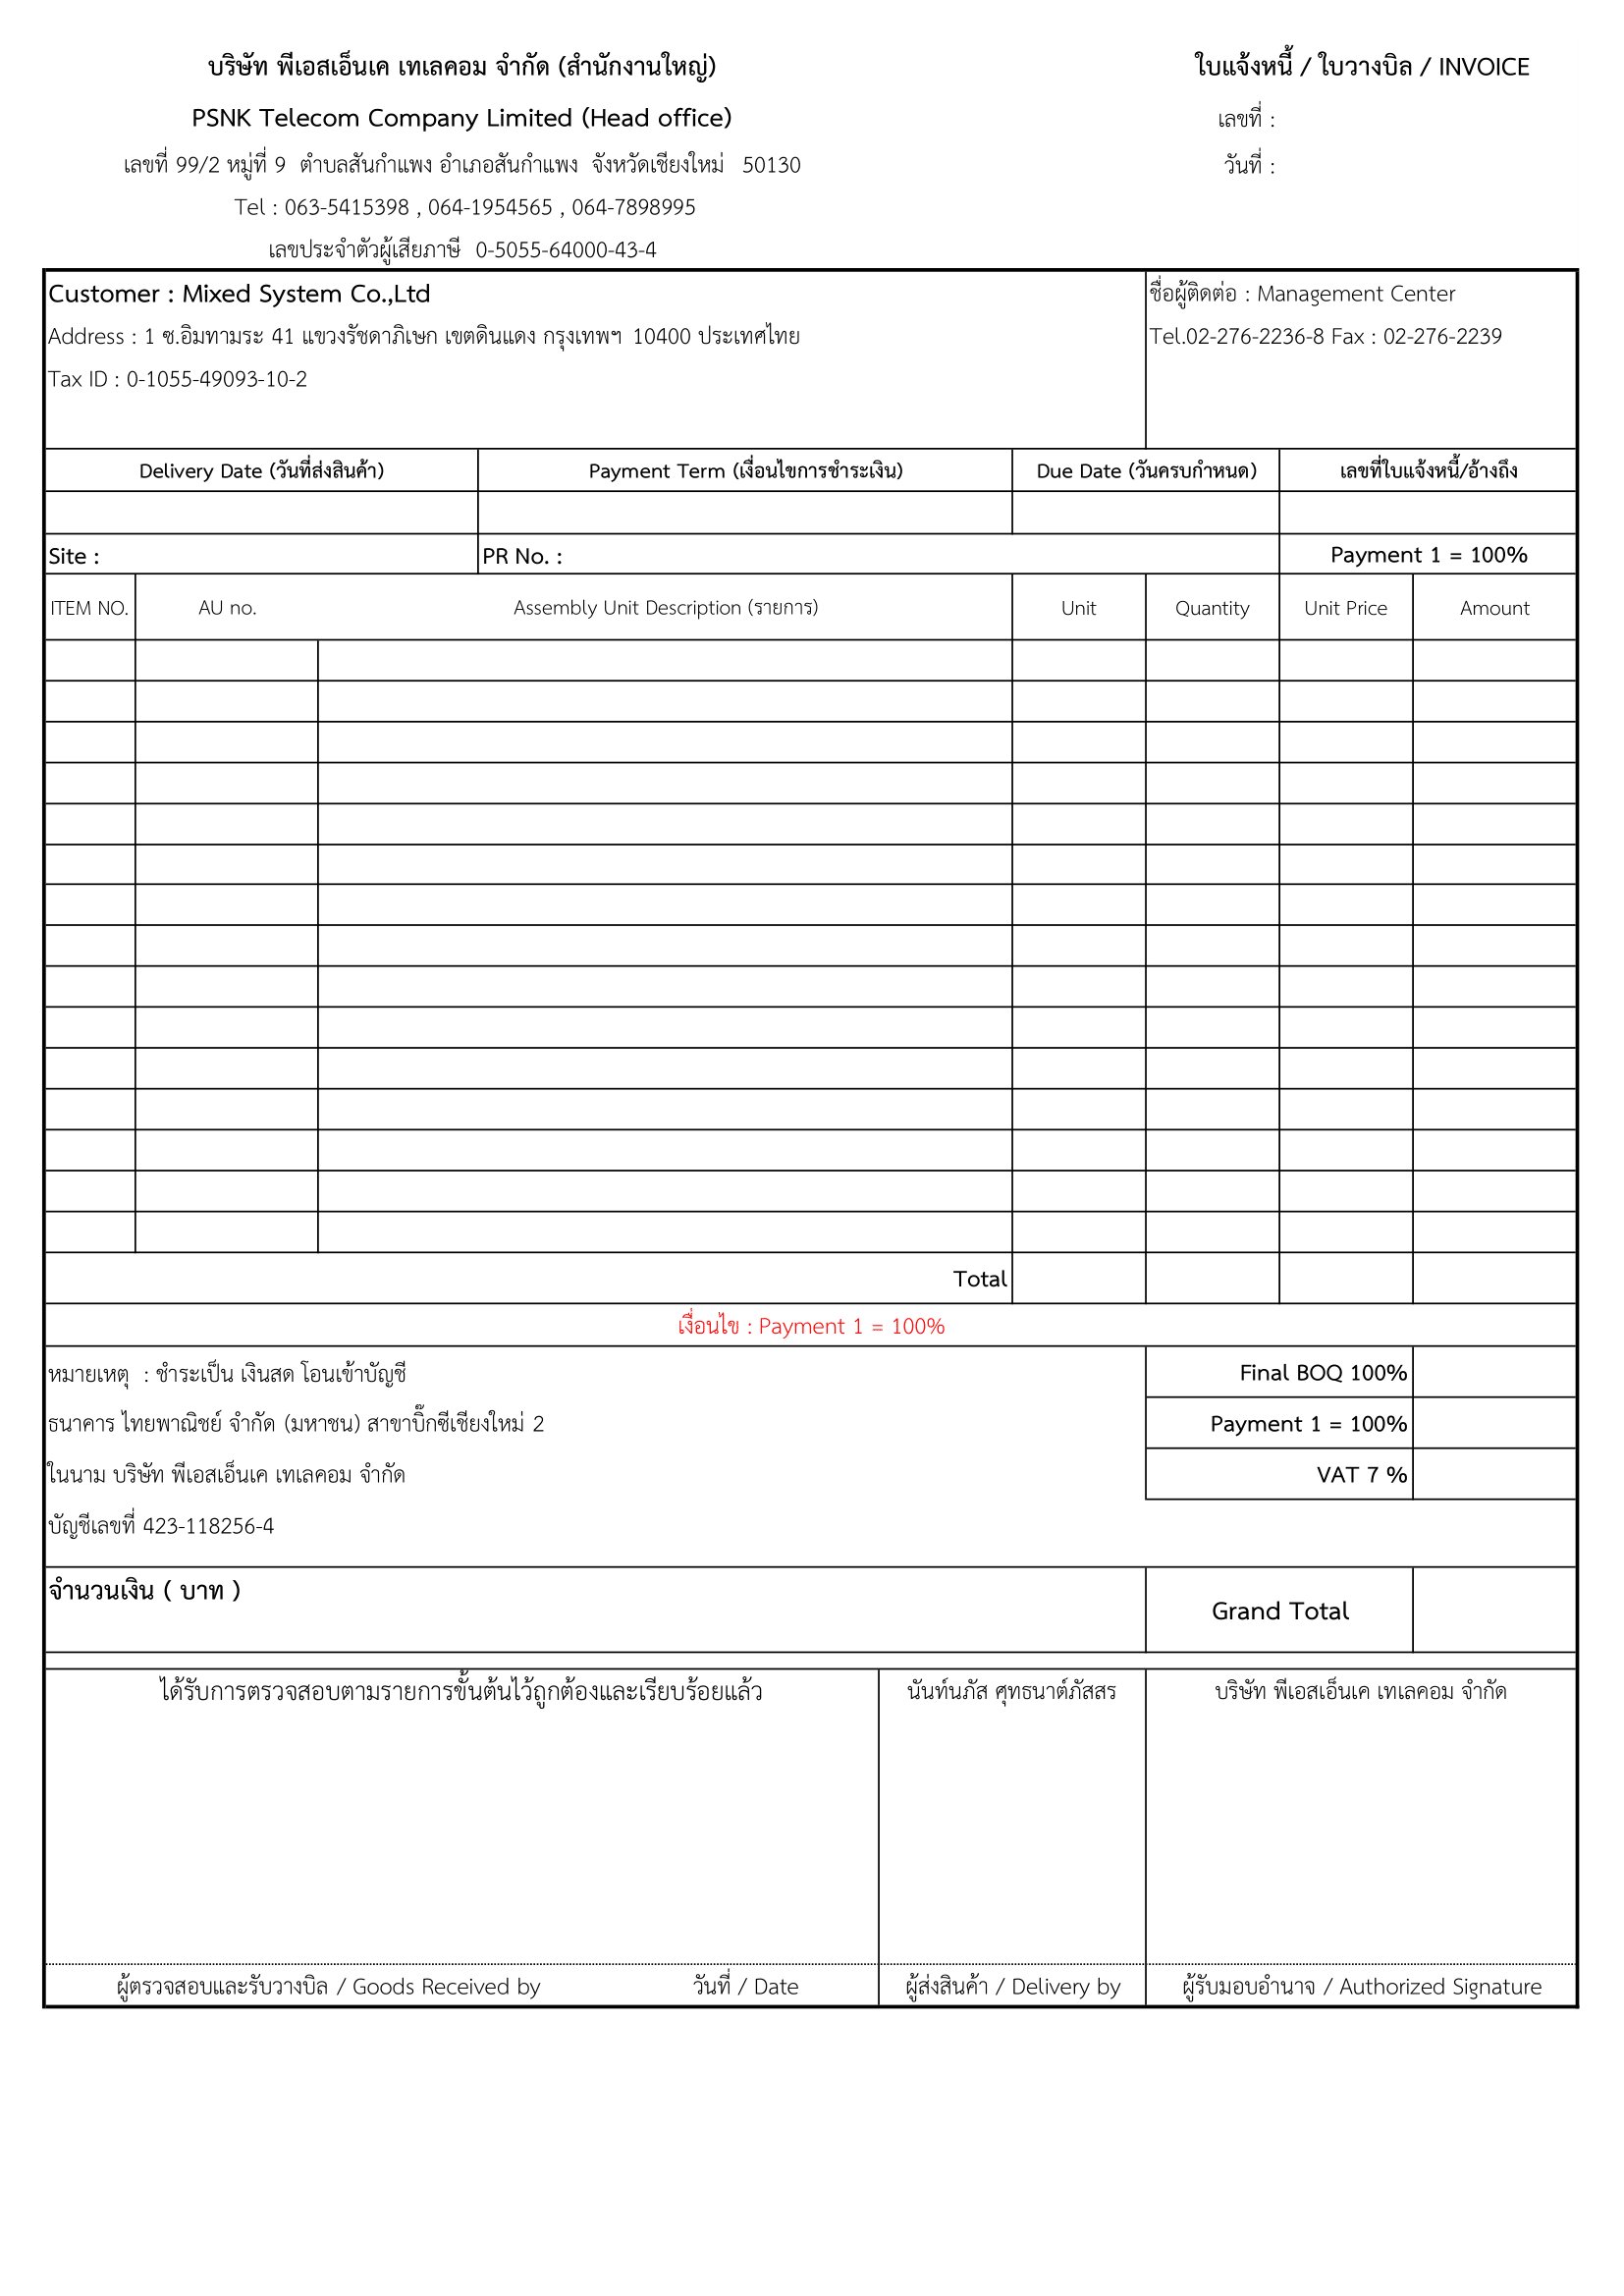 บริษัท พีเอสเอ็นเค เทเลคอม จำกัด (สำนักงานใหญ่)
ใบแจ้งหนี้ / ใบวางบิล / INVOICE
PSNK Telecom Company Limited (Head office)
เลขที่ :
เลขที่ 99/2 หมู่ที่ 9 ตำบลสันกำแพง อำเภอสันกำแพง จังหวัดเชียงใหม่ 50130
วันที่ :
Tel : 063-5415398 , 064-1954565 , 064-7898995
เลขประจำตัวผู้เสียภาษี 0-5055-64000-43-4
Customer : Mixed System Co.,Ltd
ชื่อผู้ติดต่อ : Management Center
Address : 1 ซ.อิมทามระ 41 แขวงรัชดาภิเษก เขตดินแดง กรุงเทพฯ 10400 ประเทศไทย
Tel.02-276-2236-8 Fax : 02-276-2239
Tax ID : 0-1055-49093-10-2
Delivery Date (วันที่ส่งสินค้า) Payment Term (เงื่อนไขการชำระเงิน) Due Date (วันครบกำหนด) เลขที่ใบแจ้งหนี้/อ้างถึง
Site : PR No. : Payment 1 = 100%
ITEM NO. AU no. Assembly Unit Description (รายการ) Unit Quantity Unit Price Amount
Total
เงื่อนไข : Payment 1 = 100%
หมายเหตุ : ชำระเป็น เงินสด โอนเข้าบัญชี
Final BOQ 100%
ธนาคาร ไทยพาณิชย์ จำกัด (มหาชน) สาขาบิ๊กซีเชียงใหม่ 2
Payment 1 = 100%
ในนาม บริษัท พีเอสเอ็นเค เทเลคอม จำกัด
VAT 7 %
บัญชีเลขที่ 423-118256-4
จำนวนเงิน ( บาท )
Grand Total
ได้รับการตรวจสอบตามรายการขั้นต้นไว้ถูกต้องและเรียบร้อยแล้ว นันท์นภัส ศุทธนาต์ภัสสร บริษัท พีเอสเอ็นเค เทเลคอม จำกัด
ผู้ตรวจสอบและรับวางบิล / Goods Received by วันที่ / Date ผู้ส่งสินค้า / Delivery by ผู้รับมอบอำนาจ / Authorized Signature